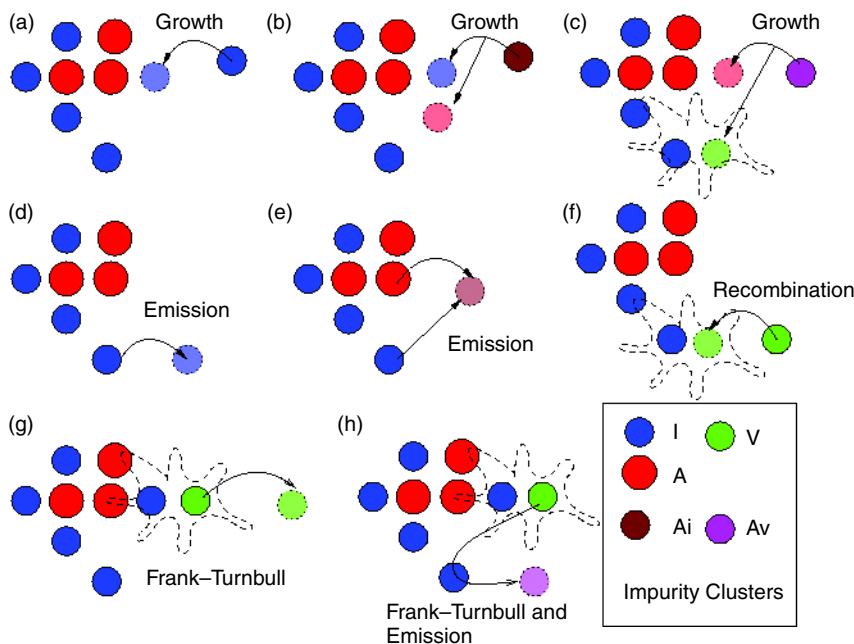 (a) Growth
(b) Growth
(c) Growth
(d) Emission
(e) Emission
(f) Recombination
(g) Frank–Turnbull
(h) Frank–Turnbull and
Emission
I V
A
Ai Av
Impurity Clusters